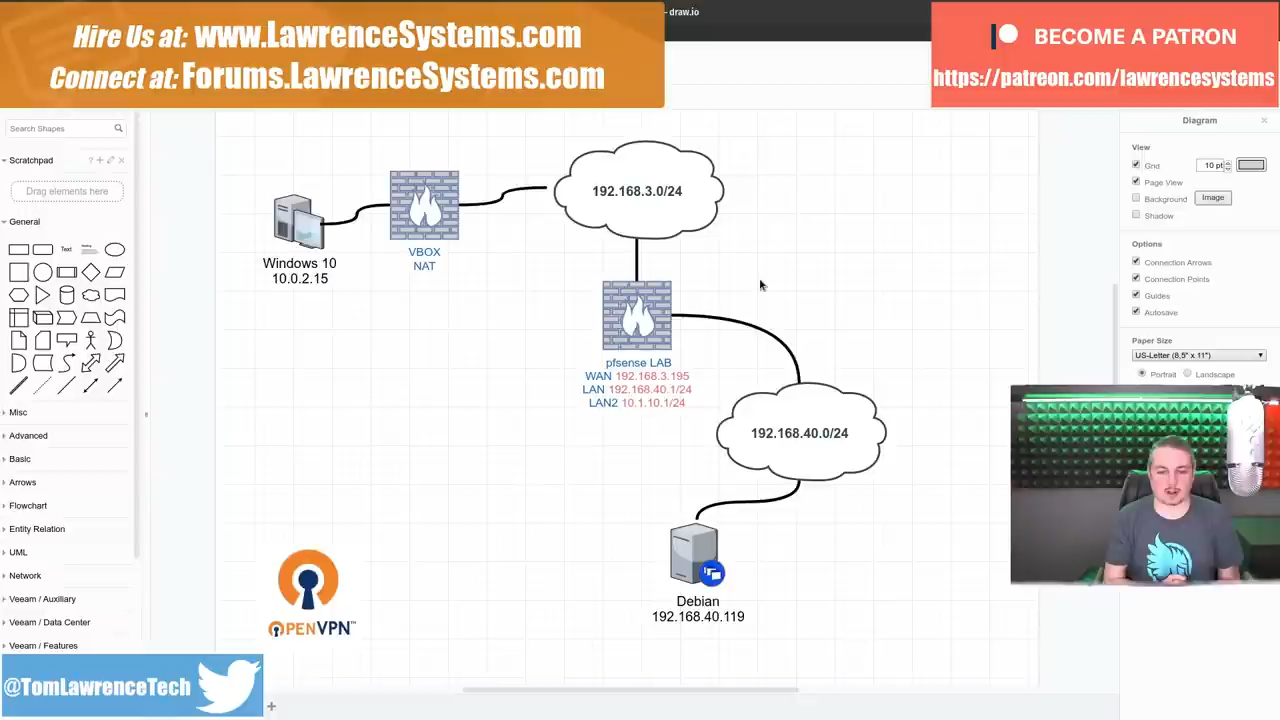 - draw.io
Hire Us at: www.LawrenceSystems.com
Connect at: Forums.LawrenceSystems.com
BECOME A PATRON
https://patreon.com/lawrencesystems
Search Shapes
Scratchpad
Drag elements here
General
Text
Misc
Advanced
Basic
Arrows
Flowchart
Entity Relation
UML
Network
Veeam / Auxiliary
Veeam / Data Center
Veeam / Features
@TomLawrenceTech
Windows 10
10.0.2.15
VBOX
NAT
192.168.3.0/24
pfsense LAB
WAN 192.168.3.195
LAN 192.168.40.1/24
LAN2 10.1.10.1/24
192.168.40.0/24
Debian
192.168.40.119
OPENVPN™
Diagram
View
Grid
10 pt
Page View
Background
Image
Shadow
Options
Connection Arrows
Connection Points
Guides
Autosave
Paper Size
US-Letter (8,5" x 11")
Portrait
Landscape